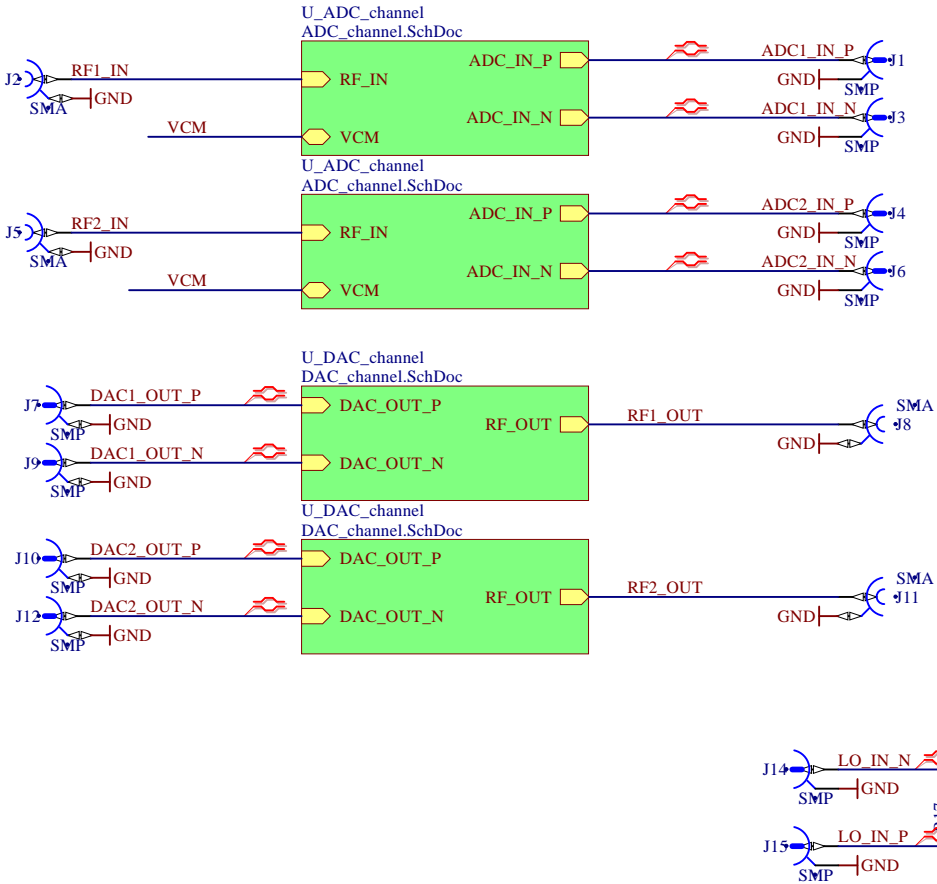 U_ADC_channel
ADC_channel.SchDoc
J2 RF1_IN RF_IN ADC_IN_P ADC1_IN_P J1
SMA GND GND SMP
VCM VCM ADC_IN_N ADC1_IN_N J3
GND SMP
U_ADC_channel
ADC_channel.SchDoc
J5 RF2_IN RF_IN ADC_IN_P ADC2_IN_P J4
SMA GND GND SMP
VCM VCM ADC_IN_N ADC2_IN_N J6
GND SMP
U_DAC_channel
DAC_channel.SchDoc
J7 DAC1_OUT_P DAC_OUT_P
SMP GND RF_OUT RF1_OUT SMA J8
J9 DAC1_OUT_N DAC_OUT_N GND
SMP GND
U_DAC_channel
DAC_channel.SchDoc
J10 DAC2_OUT_P DAC_OUT_P
SMP GND RF_OUT RF2_OUT SMA J11
J12 DAC2_OUT_N DAC_OUT_N GND
SMP GND
J14 LO_IN_N
SMP GND
J15 LO_IN_P
SMP GND